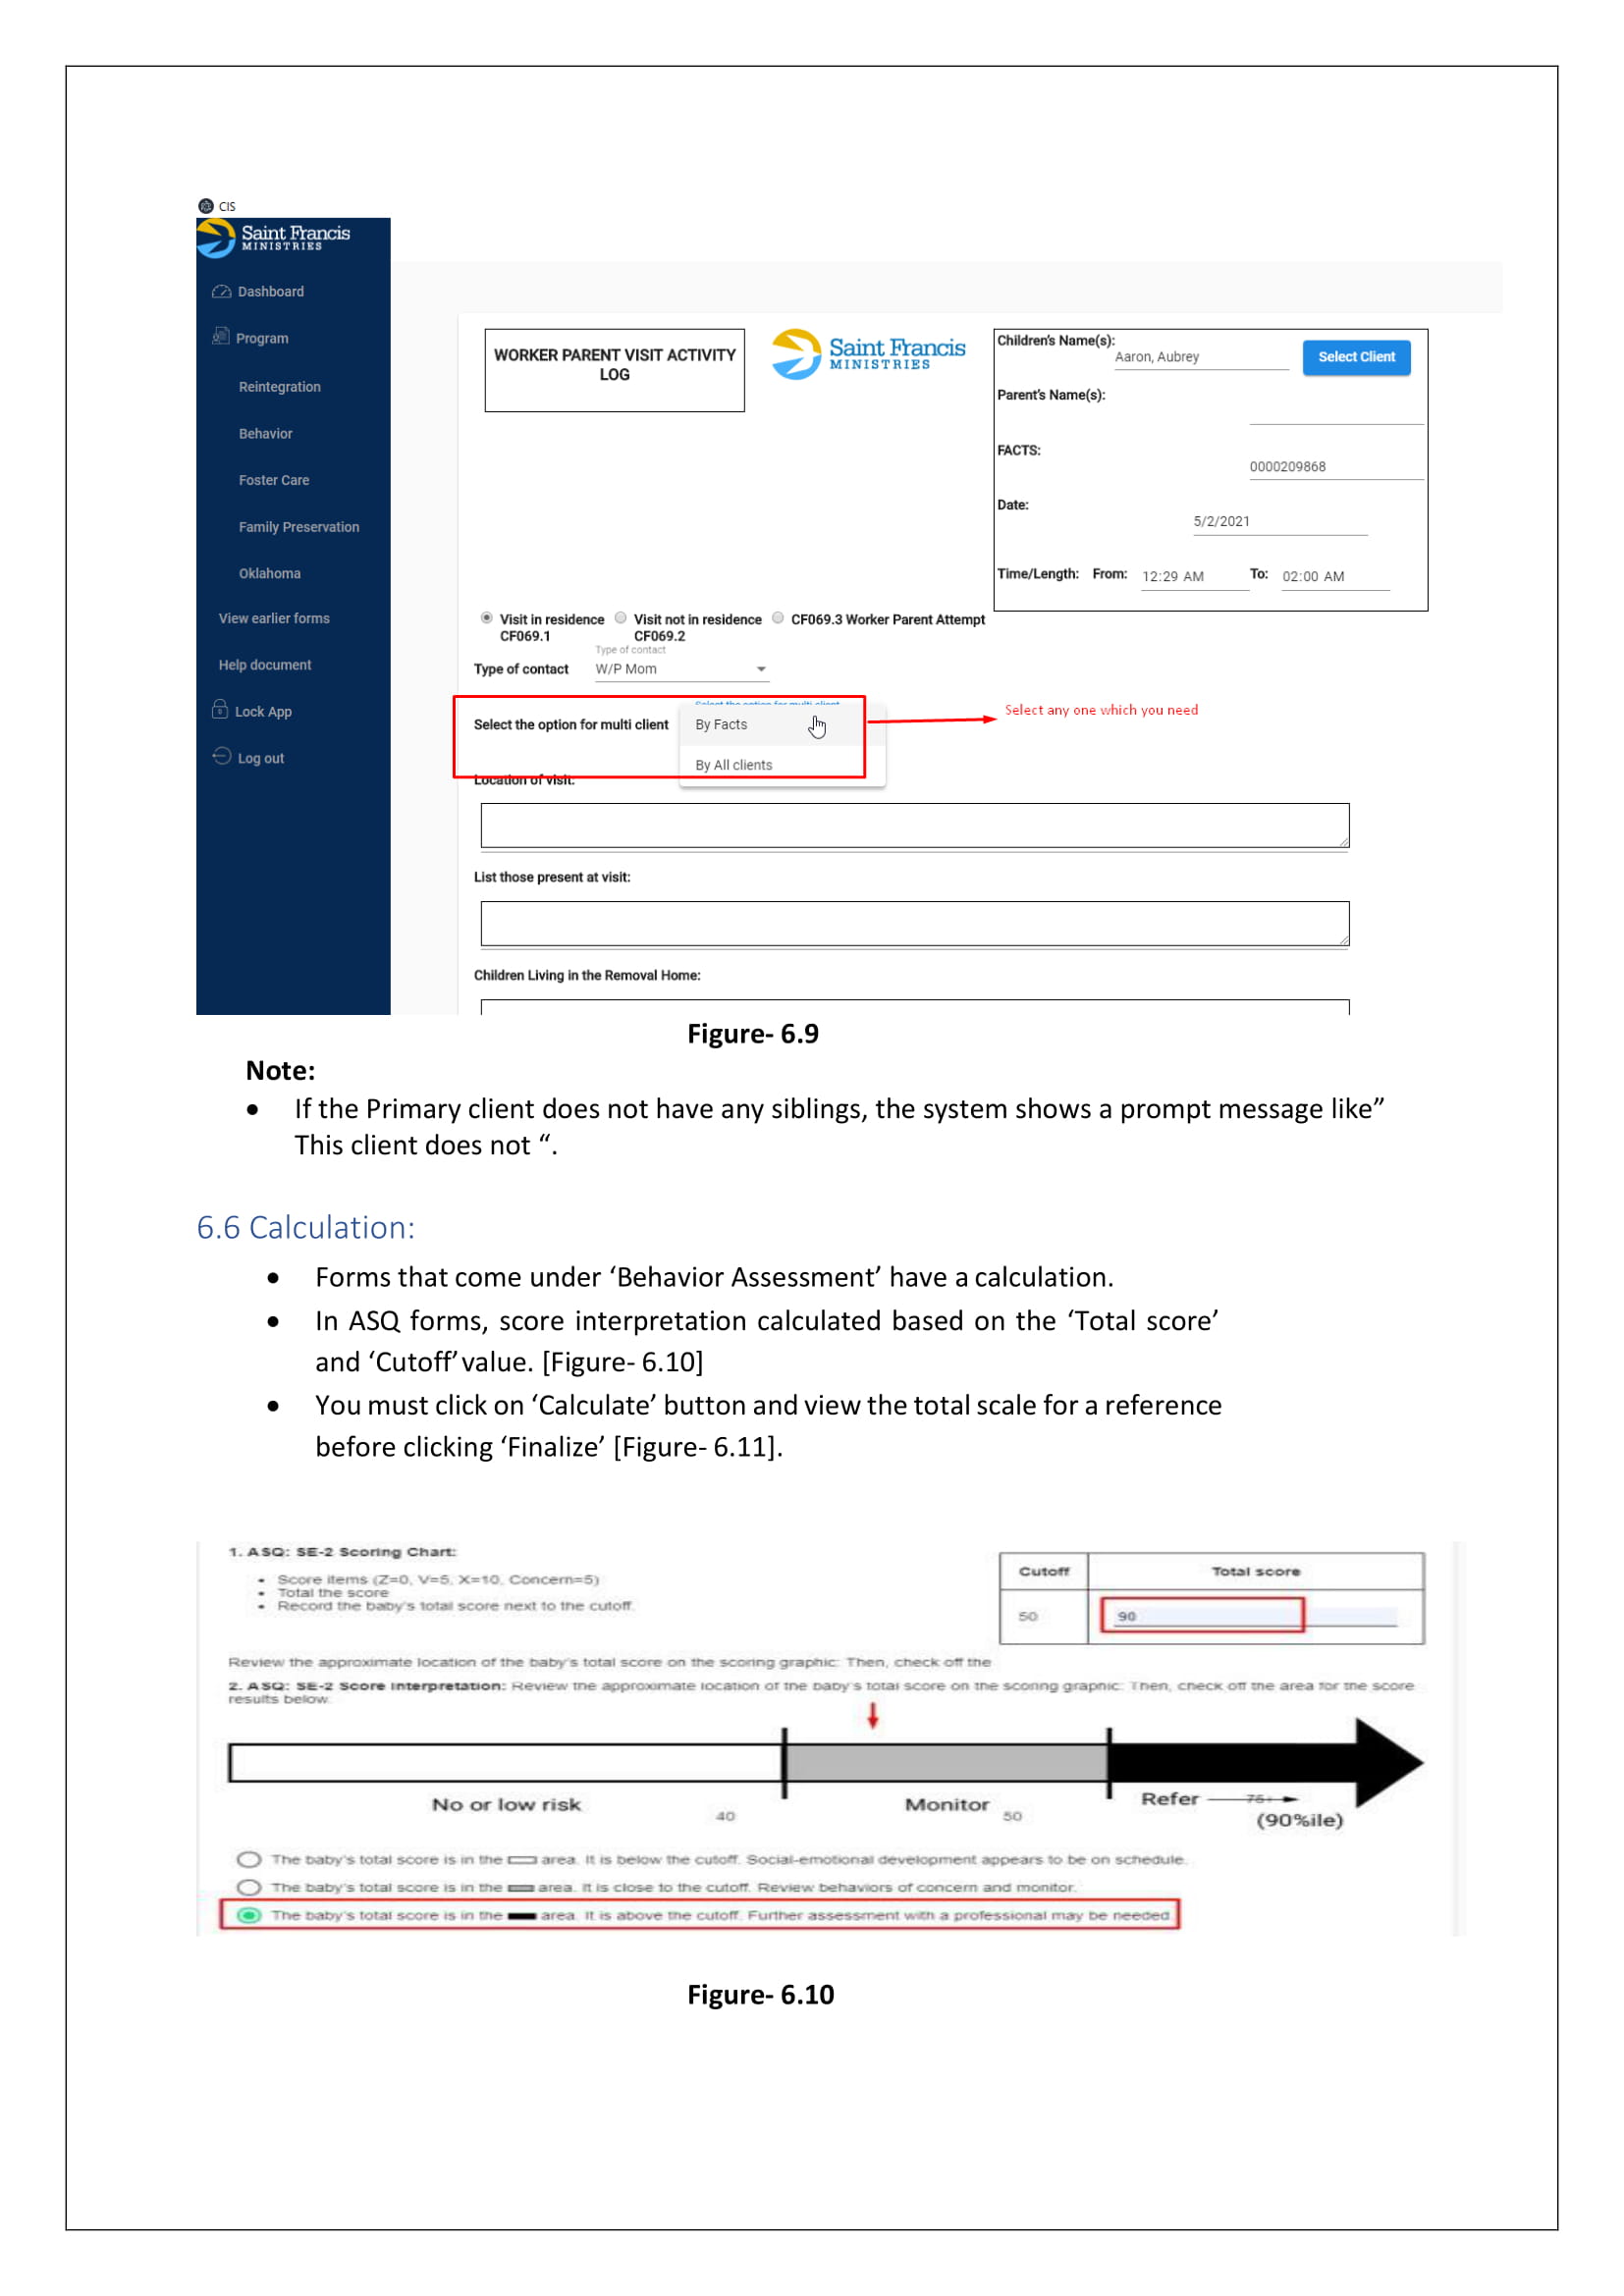 CIS
Saint Francis
MINISTRIES
Dashboard
Program
Reintegration
Behavior
Foster Care
Family Preservation
Oklahoma
View earlier forms
Help document
Lock App
Log out
WORKER PARENT VISIT ACTIVITY
LOG
Saint Francis
MINISTRIES
Children's Name(s):
Aaron, Aubrey
Select Client
Parent's Name(s):
FACTS:
0000209868
Date:
5/2/2021
Time/Length: From: 12:29 AM To: 02:00 AM
Visit in residence Visit not in residence CF069.3 Worker Parent Attempt
CF069.1 CF069.2
Type of contact
Type of contact W/P Mom
Select the option for multi client
Select the option for multi client By Facts
Select any one which you need
By All clients
Location of visit:
List those present at visit:
Children Living in the Removal Home:
Figure- 6.9
Note:
• If the Primary client does not have any siblings, the system shows a prompt message like”
This client does not “.
6.6 Calculation:
• Forms that come under ‘Behavior Assessment’ have a calculation.
• In ASQ forms, score interpretation calculated based on the ‘Total score’
and ‘Cutoff’ value. [Figure- 6.10]
• You must click on ‘Calculate’ button and view the total scale for a reference
before clicking ‘Finalize’ [Figure- 6.11].
1. ASQ: SE-2 Scoring Chart:
• Score items (Z=0, V=5, X=10, Concern=5)
• Total the score
• Record the baby's total score next to the cutoff.
Cutoff Total score
50 90
Review the approximate location of the baby's total score on the scoring graphic: Then, check off the
2. ASQ: SE-2 Score Interpretation: Review the approximate location of the baby's total score on the scoring graphic: Then, check off the area for the score
results below.
No or low risk 40 Monitor 50 Refer 75+
(90%ile)
The baby's total score is in the area. It is below the cutoff. Social-emotional development appears to be on schedule.
The baby's total score is in the area. It is close to the cutoff. Review behaviors of concern and monitor.
The baby's total score is in the area. It is above the cutoff. Further assessment with a professional may be needed.
Figure- 6.10